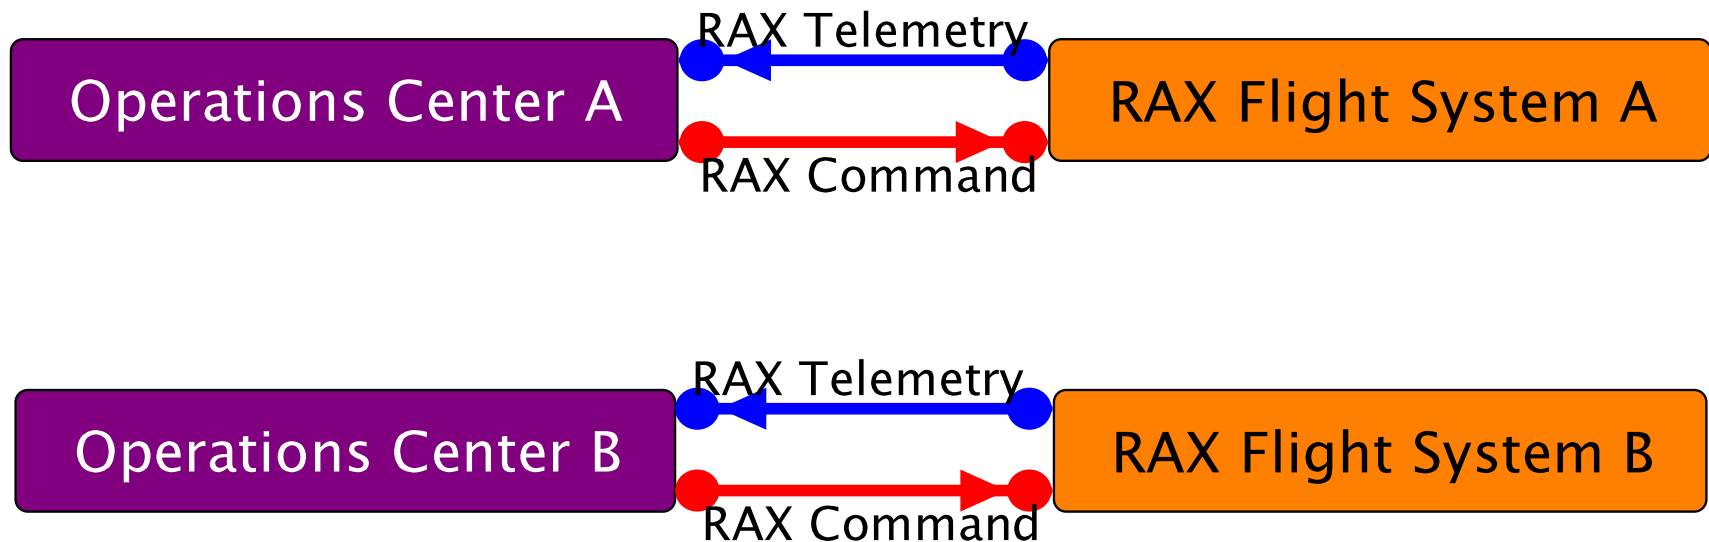 RAX Telemetry
Operations Center A
RAX Flight System A
RAX Command
RAX Telemetry
Operations Center B
RAX Flight System B
RAX Command